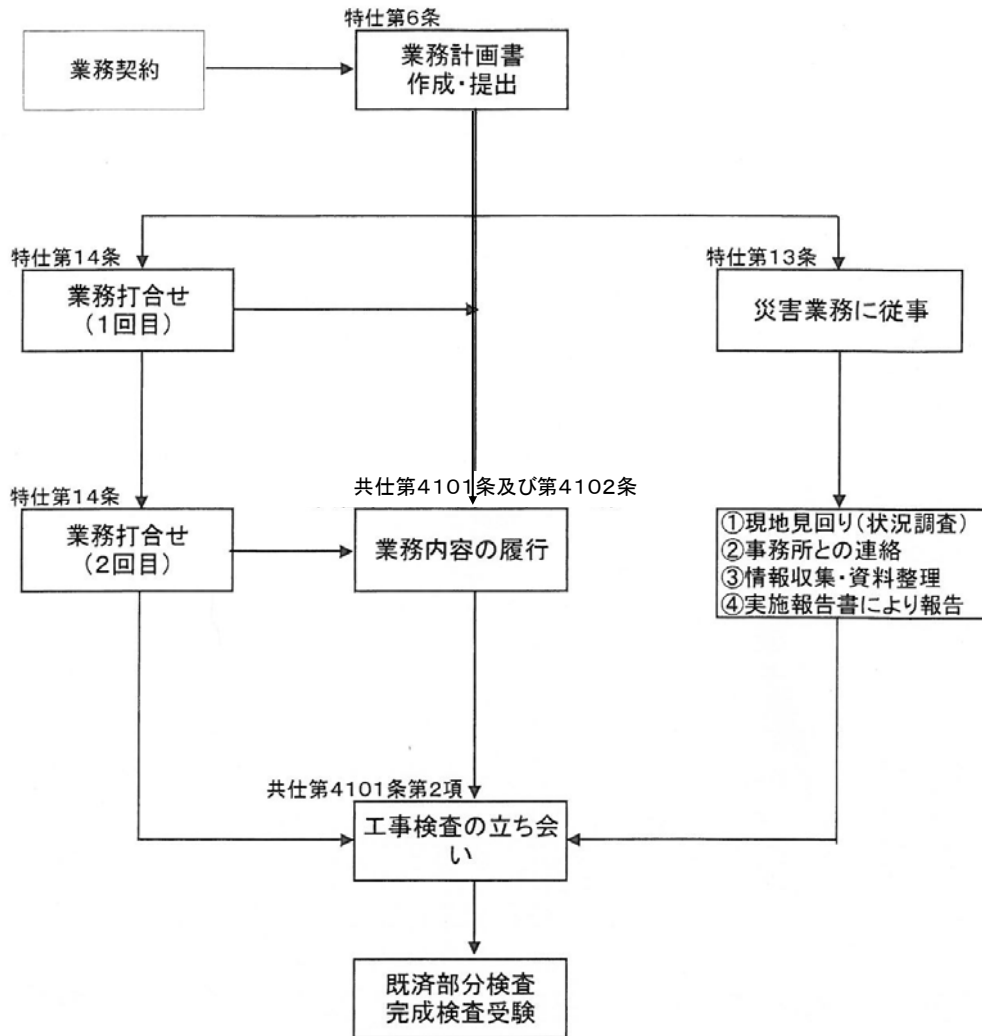 特仕第6条
業務契約
業務計画書
作成・提出
特仕第14条
業務打合せ
(1回目)
特仕第13条
災害業務に従事
特仕第14条
業務打合せ
(2回目)
共仕第4101条及び第4102条
業務内容の履行
①現地見回り(状況調査)
②事務所との連絡
③情報収集・資料整理
④実施報告書により報告
共仕第4101条第2項
工事検査の立ち会
い
既済部分検査
完成検査受験